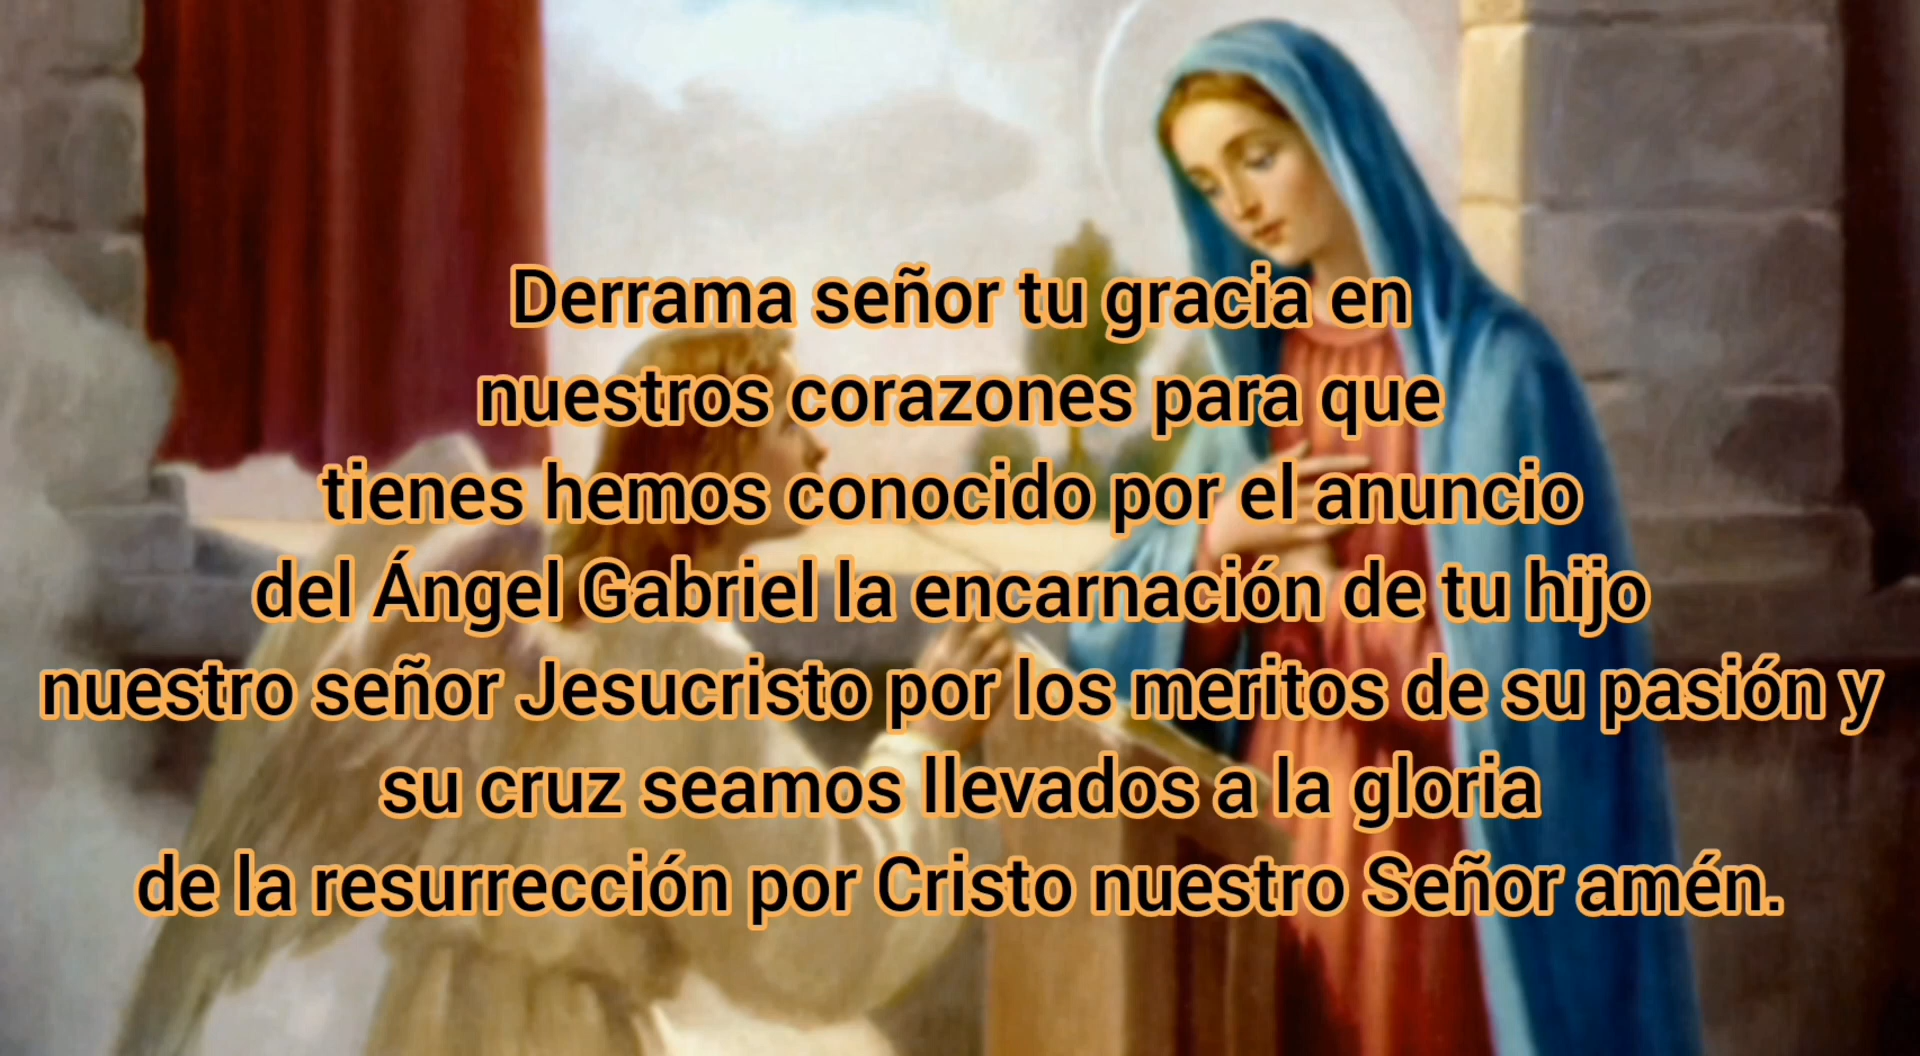 Derrama señor tu gracia en
nuestros corazones para que
tienes hemos conocido por el anuncio
del Ángel Gabriel la encarnación de tu hijo
nuestro señor Jesucristo por los meritos de su pasión y
su cruz seamos llevados a la gloria
de la resurrección por Cristo nuestro Señor amén.